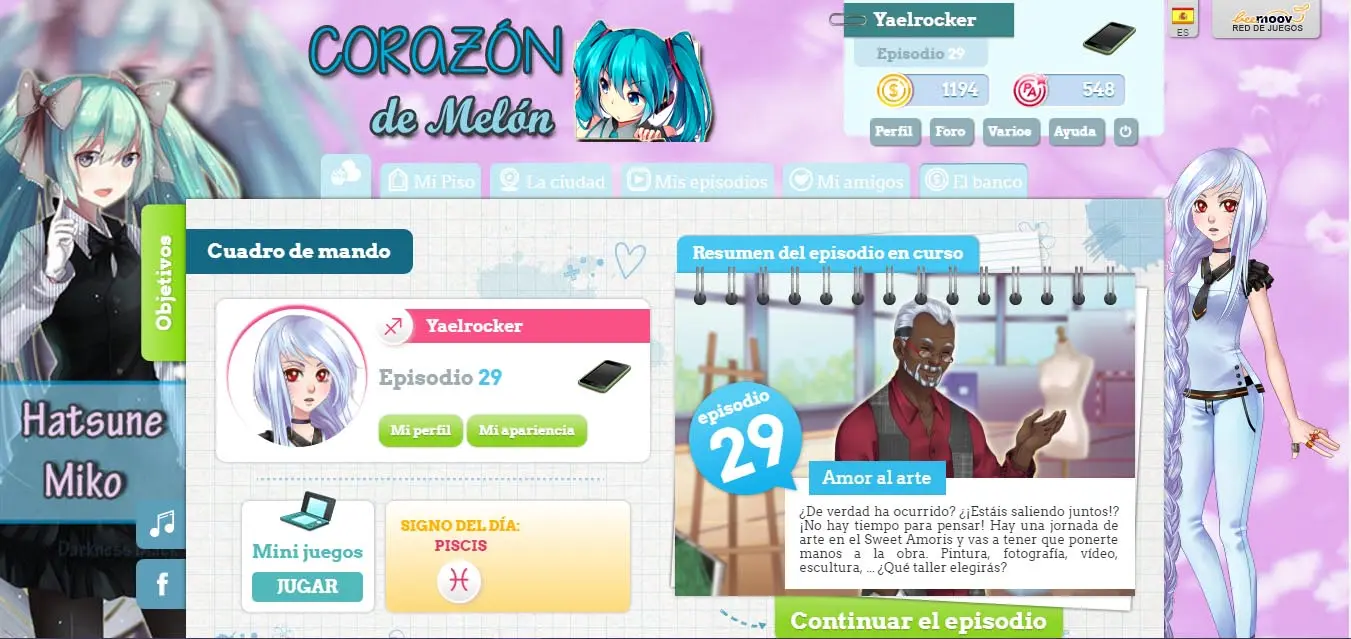 CORAZÓN
de Melón
Yaelrocker
Episodio 29
1194
548
Perfil
Foro
Varios
Ayuda
ES
beemoov
RED DE JUEGOS
Mi Piso
La ciudad
Mis episodios
Mi amigos
El banco
Objetivos
Cuadro de mando
Yaelrocker
Episodio 29
Mi perfil
Mi apariencia
Mini juegos
JUGAR
SIGNO DEL DÍA:
PISCIS
Resumen del episodio en curso
episodio
29
Amor al arte
¿De verdad ha ocurrido? ¿¡Estáis saliendo juntos!?
¡No hay tiempo para pensar! Hay una jornada de
arte en el Sweet Amoris y vas a tener que ponerte
manos a la obra. Pintura, fotografía, vídeo,
escultura, ... ¿Qué taller elegirás?
Continuar el episodio
Hatsune
Miko